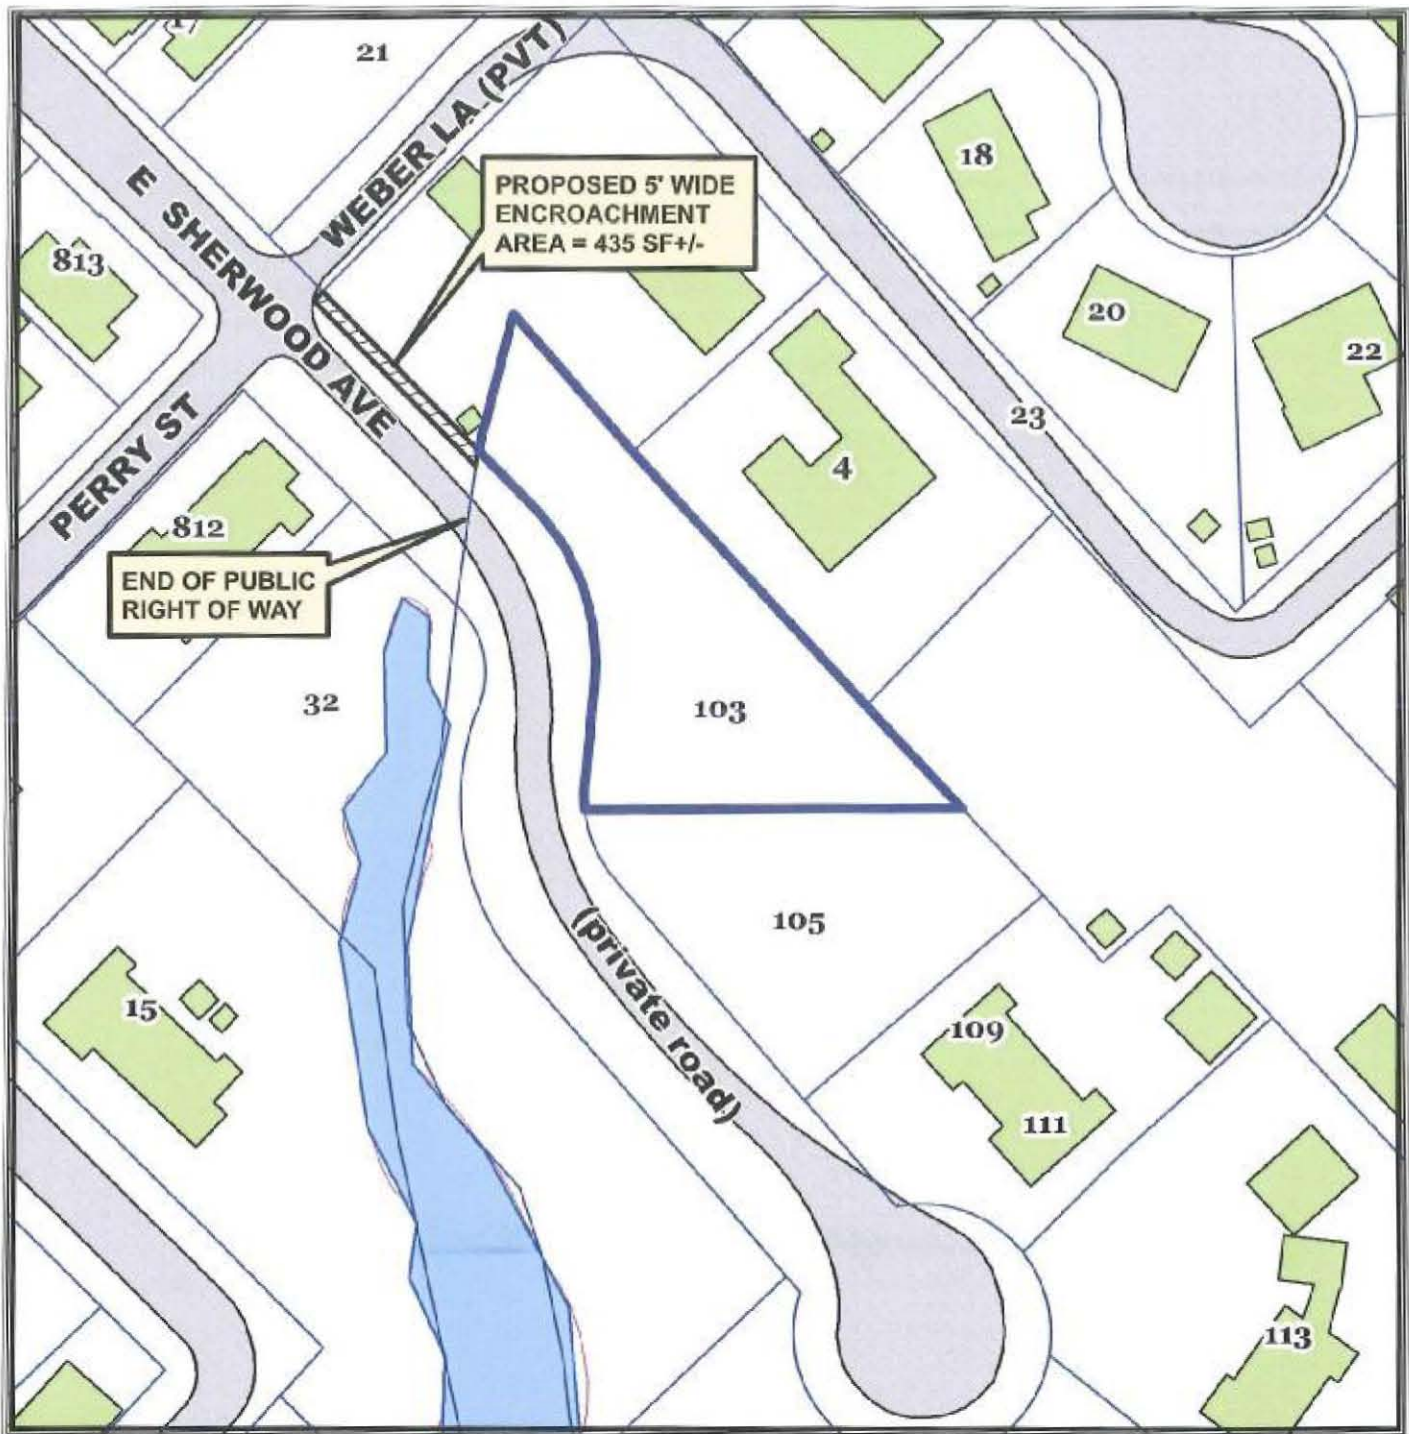 17
21
WEBER LA (PVT)
E SHERWOOD AVE
PROPOSED 5' WIDE
ENCROACHMENT
AREA = 435 SF+/-
18
813
20
22
23
PERRY ST
4
812
END OF PUBLIC
RIGHT OF WAY
32
103
105
(private road)
15
109
111
113